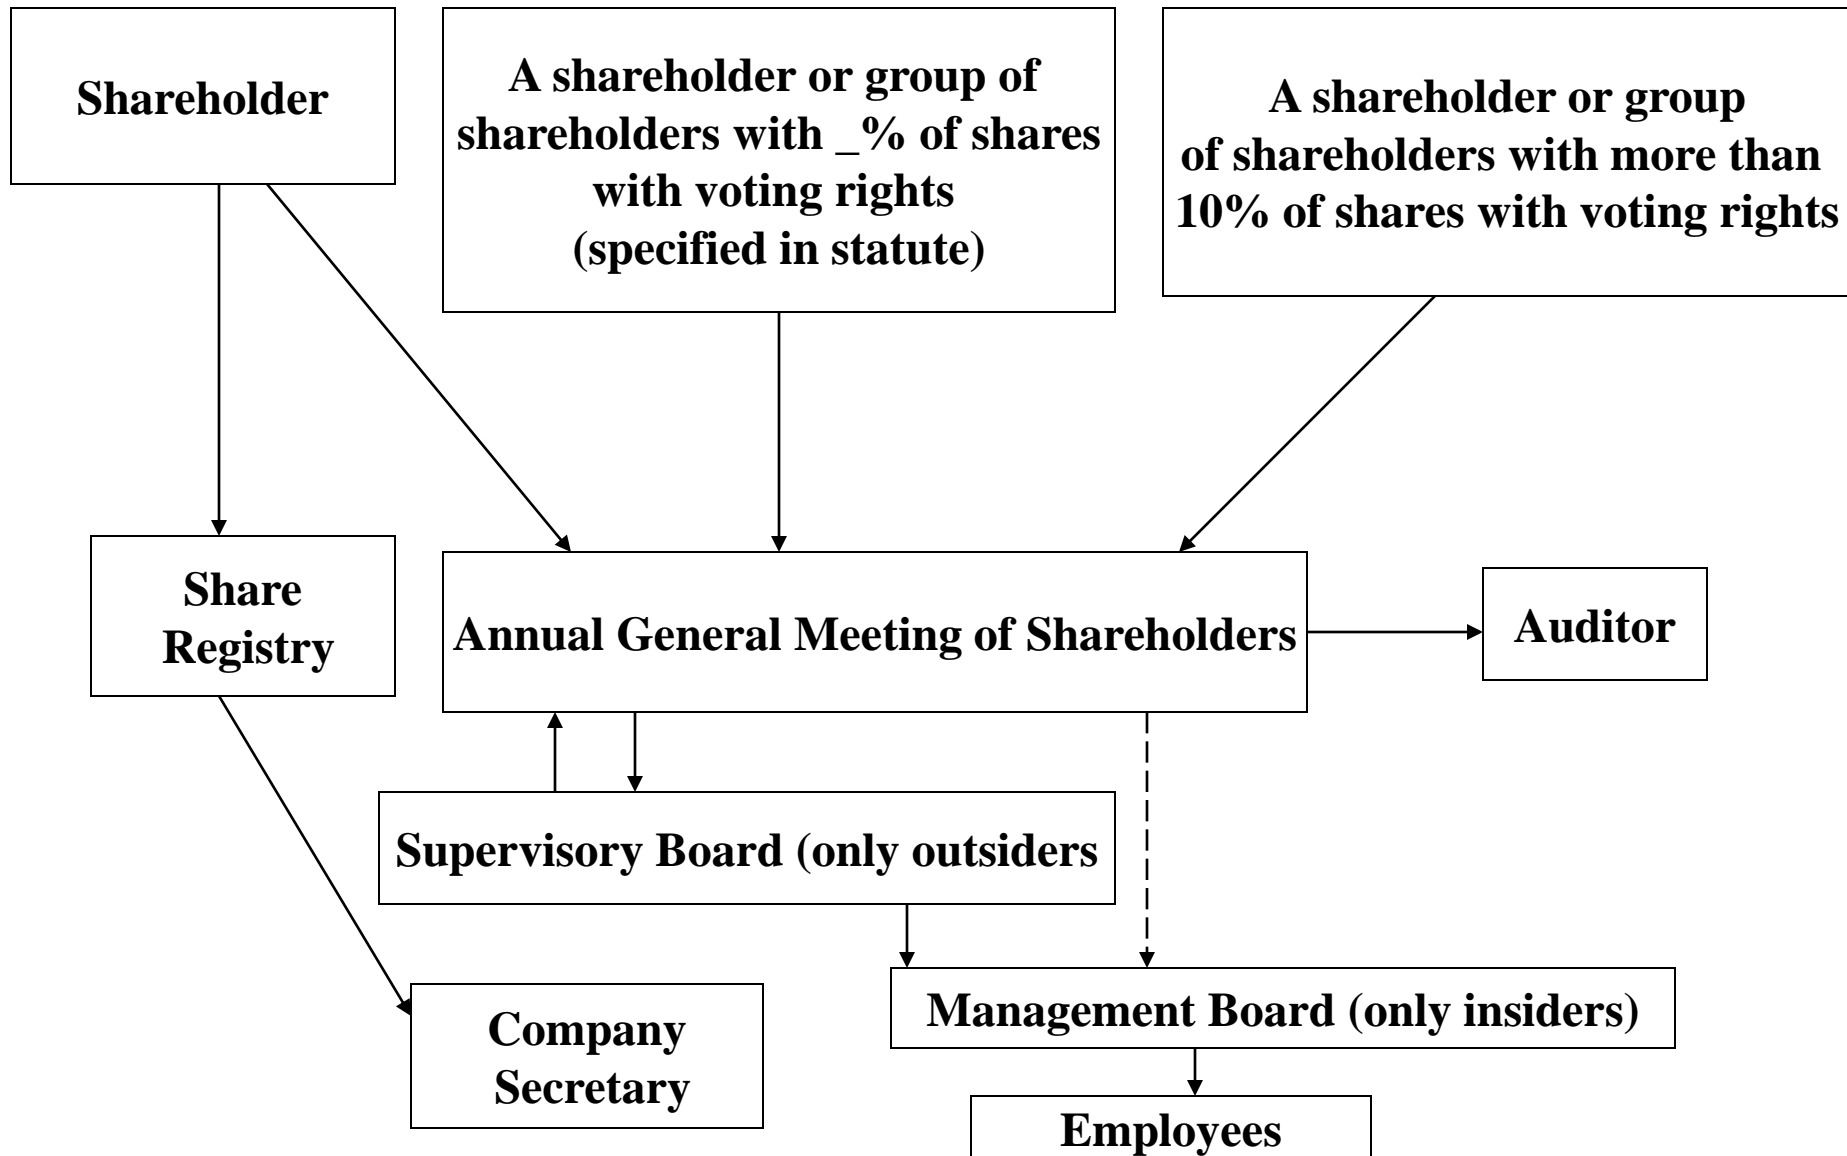 Shareholder
A shareholder or group of
shareholders with _% of shares
with voting rights
(specified in statute)
A shareholder or group
of shareholders with more than
10% of shares with voting rights
Share
Registry
Annual General Meeting of Shareholders
Auditor
Supervisory Board (only outsiders
Management Board (only insiders)
Company
Secretary
Employees